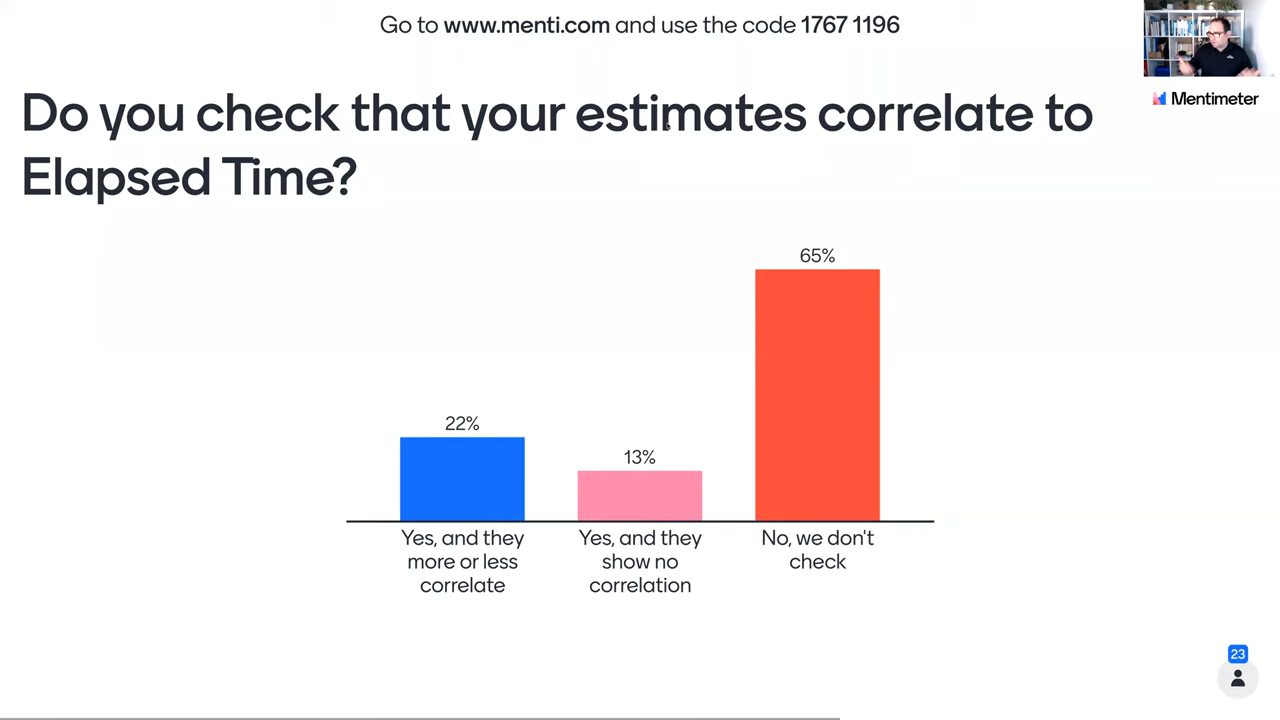 Go to www.menti.com and use the code 1767 1196
Mentimeter
Do you check that your estimates correlate to
Elapsed Time?
65%
22%
13%
Yes, and they
more or less
correlate
Yes, and they
show no
correlation
No, we don't
check
23